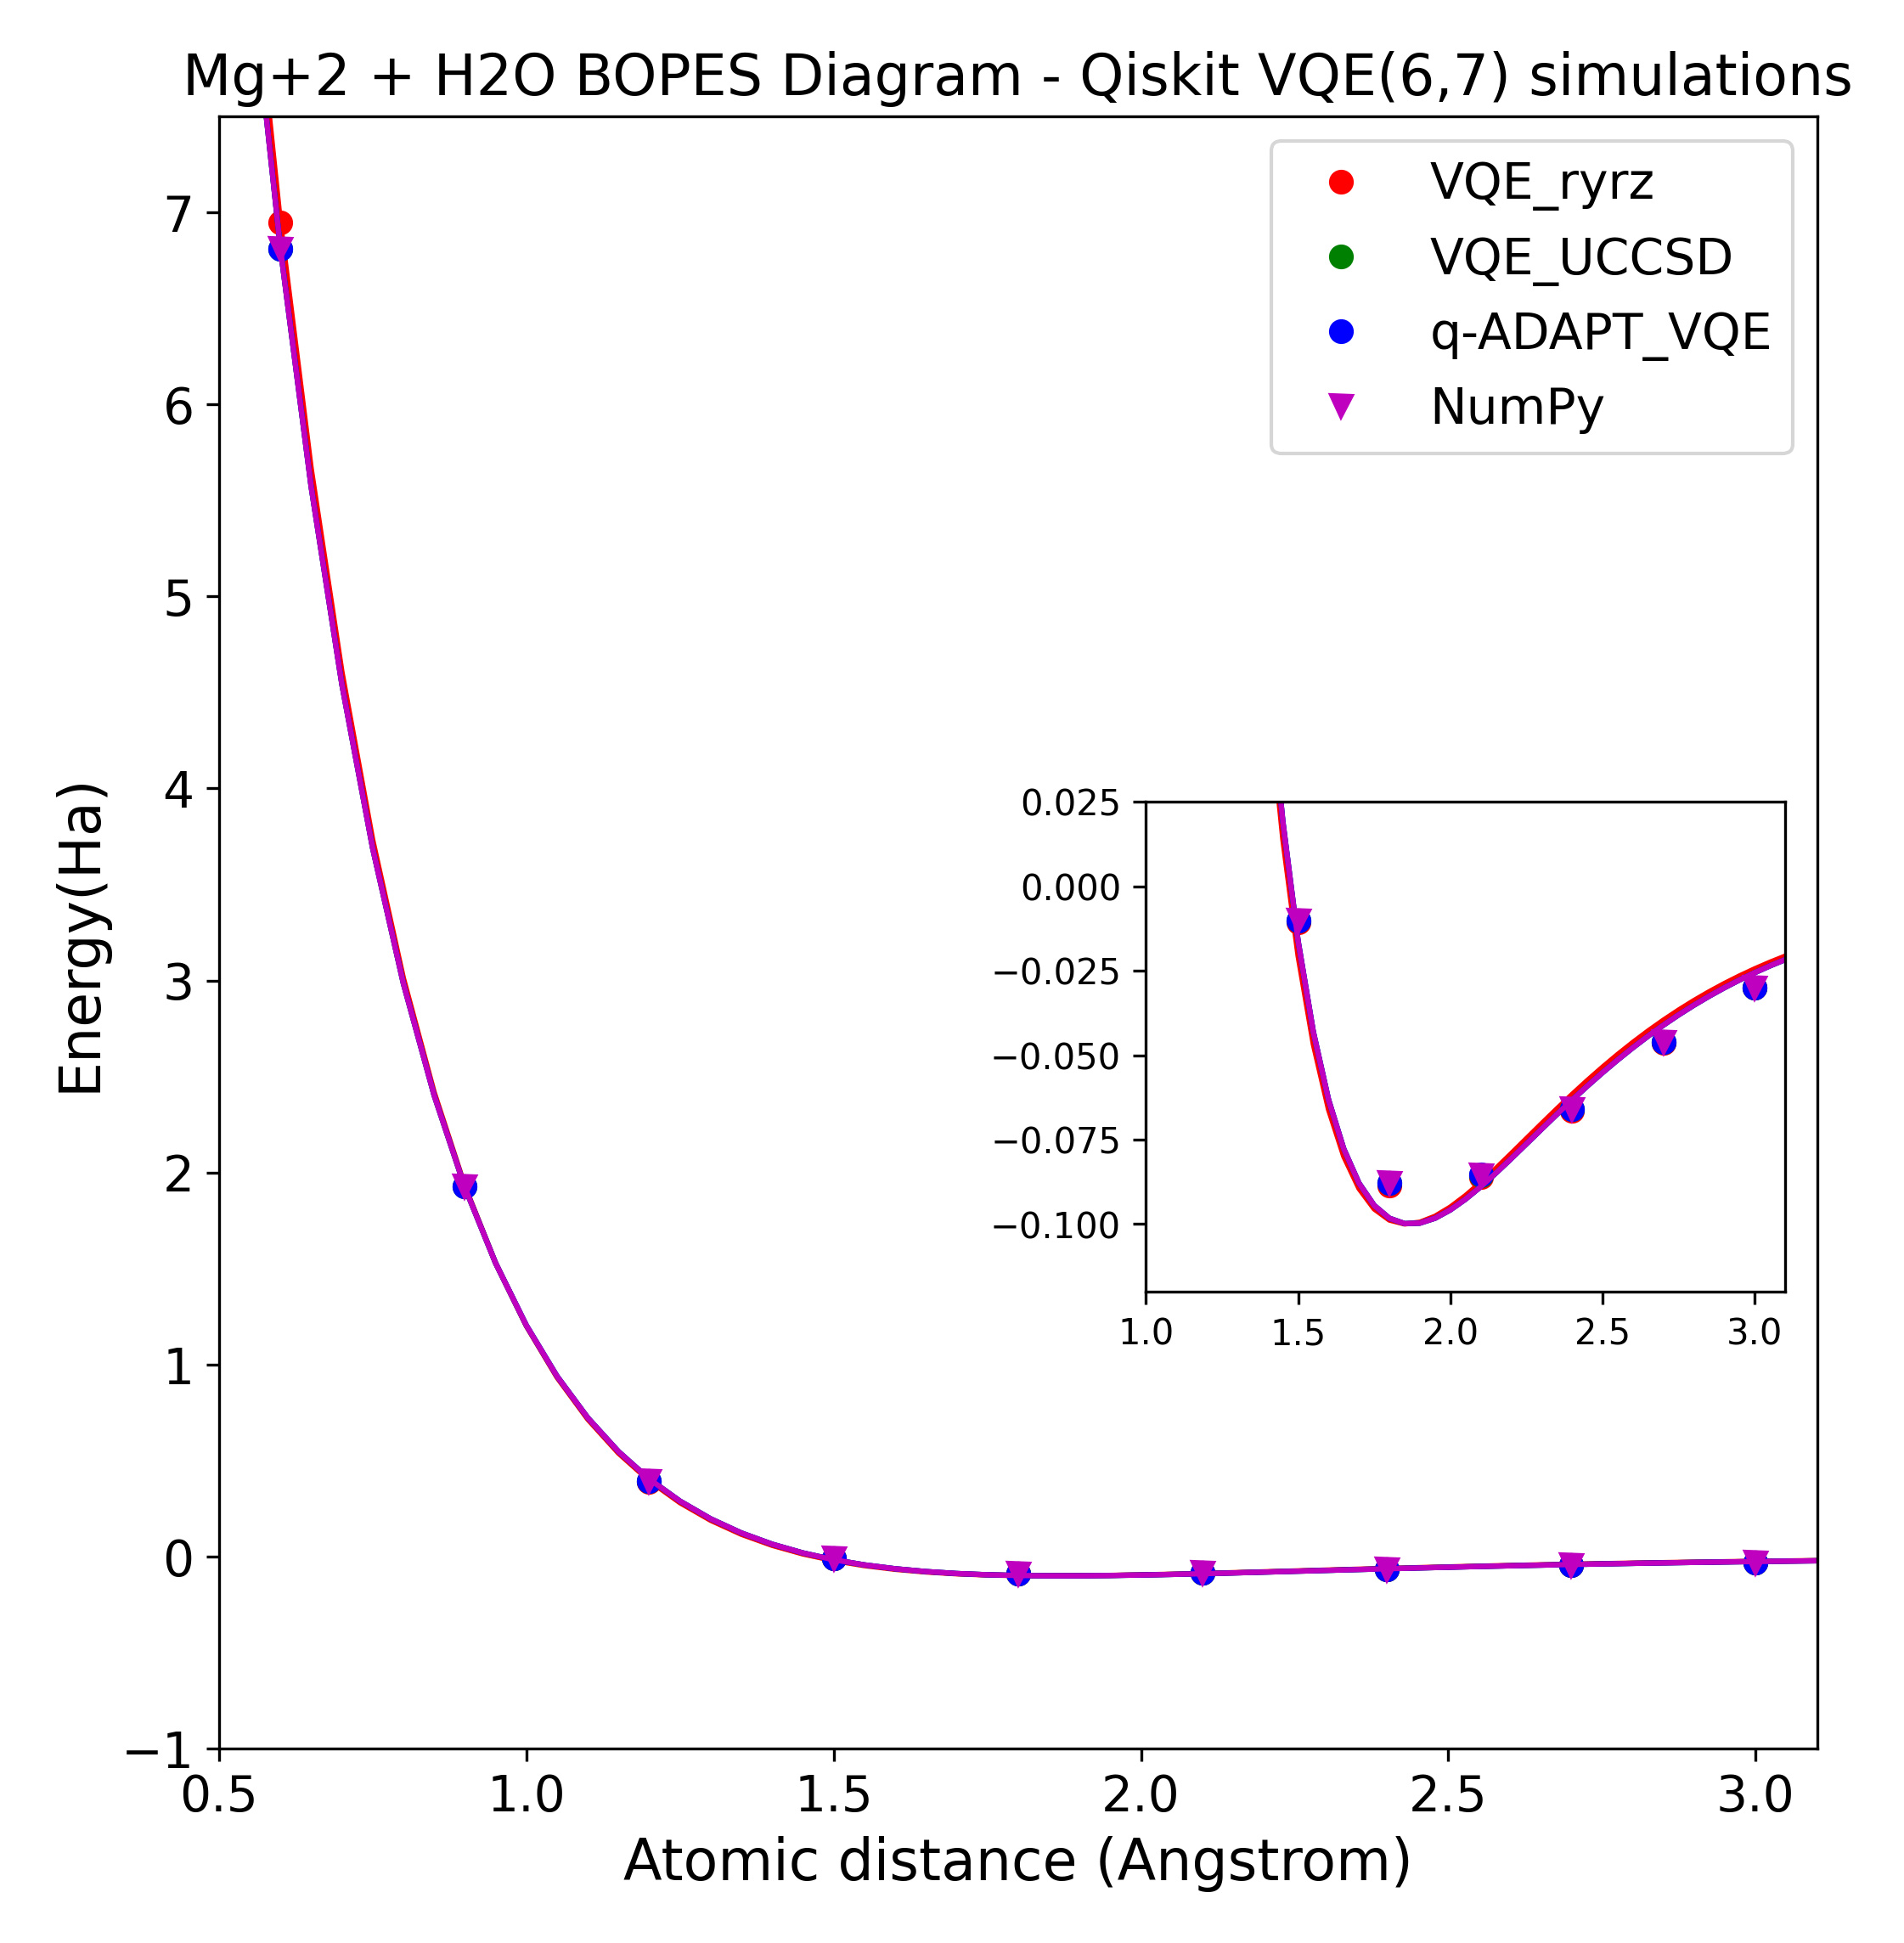 Mg+2 + H2O BOPES Diagram - Qiskit VQE(6,7) simulations
VQE_ryrz
VQE_UCCSD
q-ADAPT_VQE
NumPy
Energy(Ha)
7
6
5
4
3
2
1
0
−1
0.025
0.000
−0.025
−0.050
−0.075
−0.100
1.0 1.5 2.0 2.5 3.0
0.5 1.0 1.5 2.0 2.5 3.0
Atomic distance (Angstrom)